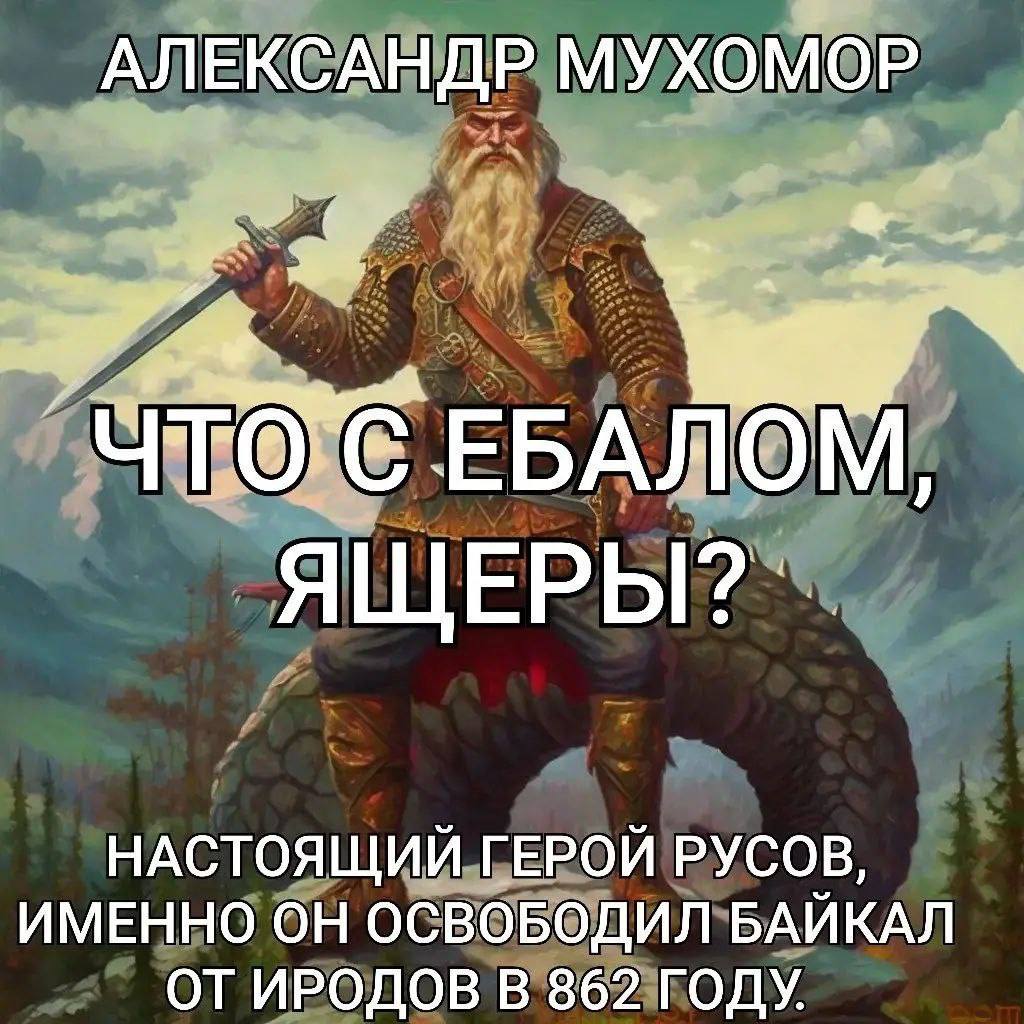 АЛЕКСАНДР МУХОМОР
ЧТО С ЕБАЛОМ,
ЯЩЕРЫ?
НАСТОЯЩИЙ ГЕРОЙ РУСОВ,
ИМЕННО ОН ОСВОБОДИЛ БАЙКАЛ
ОТ ИРОДОВ В 862 ГОДУ.